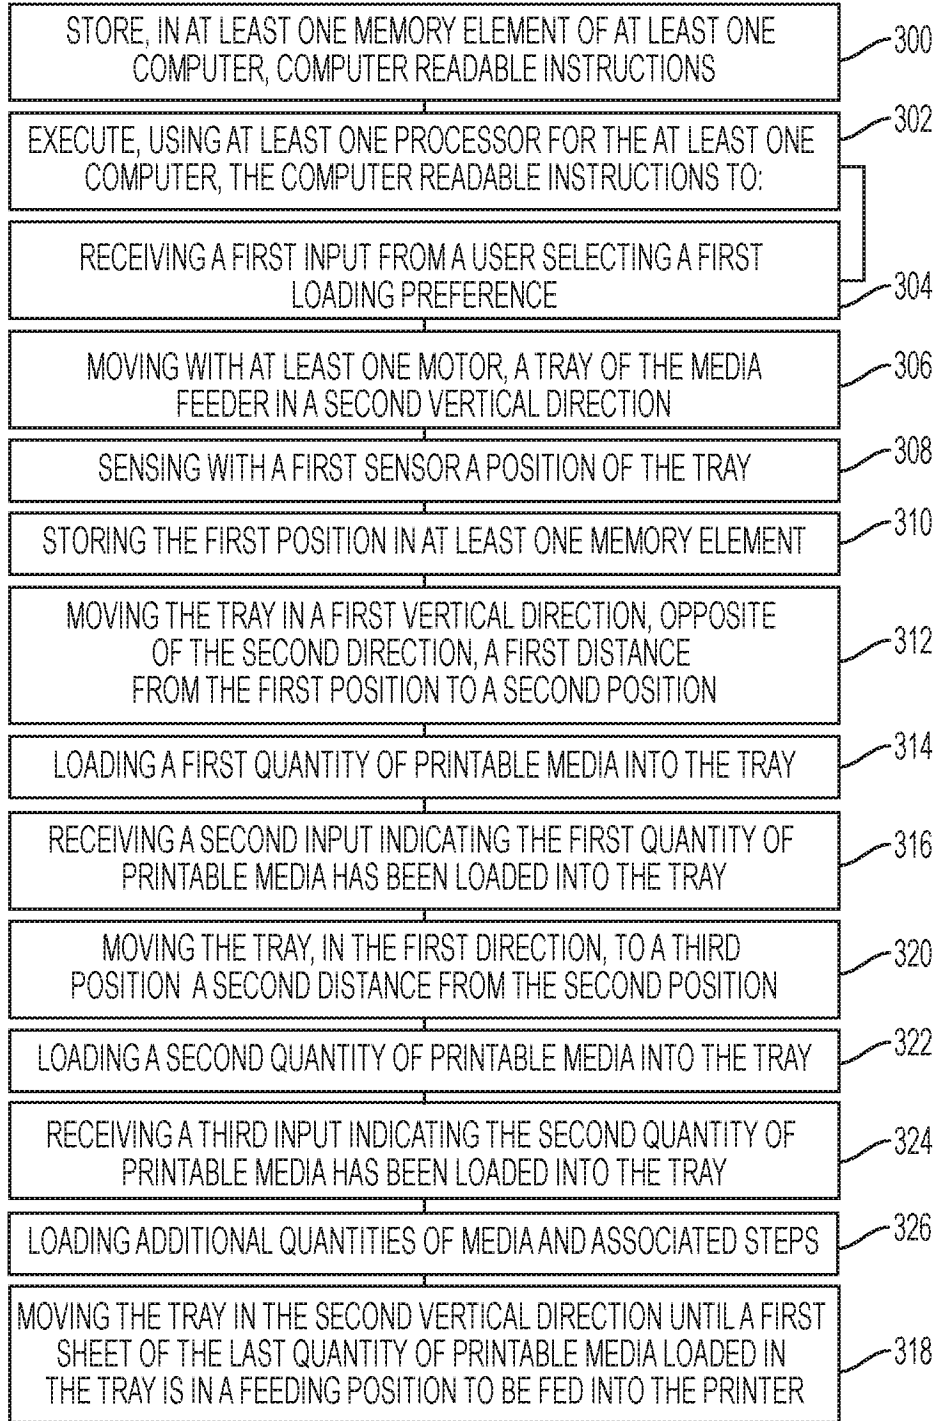 STORE, IN AT LEAST ONE MEMORY ELEMENT OF AT LEAST ONE
COMPUTER, COMPUTER READABLE INSTRUCTIONS
300
EXECUTE, USING AT LEAST ONE PROCESSOR FOR THE AT LEAST ONE
COMPUTER, THE COMPUTER READABLE INSTRUCTIONS TO:
302
RECEIVING A FIRST INPUT FROM A USER SELECTING A FIRST
LOADING PREFERENCE
304
MOVING WITH AT LEAST ONE MOTOR, A TRAY OF THE MEDIA
FEEDER IN A SECOND VERTICAL DIRECTION
306
SENSING WITH A FIRST SENSOR A POSITION OF THE TRAY
308
STORING THE FIRST POSITION IN AT LEAST ONE MEMORY ELEMENT
310
MOVING THE TRAY IN A FIRST VERTICAL DIRECTION, OPPOSITE
OF THE SECOND DIRECTION, A FIRST DISTANCE
FROM THE FIRST POSITION TO A SECOND POSITION
312
LOADING A FIRST QUANTITY OF PRINTABLE MEDIA INTO THE TRAY
314
RECEIVING A SECOND INPUT INDICATING THE FIRST QUANTITY OF
PRINTABLE MEDIA HAS BEEN LOADED INTO THE TRAY
316
MOVING THE TRAY, IN THE FIRST DIRECTION, TO A THIRD
POSITION A SECOND DISTANCE FROM THE SECOND POSITION
320
LOADING A SECOND QUANTITY OF PRINTABLE MEDIA INTO THE TRAY
322
RECEIVING A THIRD INPUT INDICATING THE SECOND QUANTITY OF
PRINTABLE MEDIA HAS BEEN LOADED INTO THE TRAY
324
LOADING ADDITIONAL QUANTITIES OF MEDIA AND ASSOCIATED STEPS
326
MOVING THE TRAY IN THE SECOND VERTICAL DIRECTION UNTIL A FIRST
SHEET OF THE LAST QUANTITY OF PRINTABLE MEDIA LOADED IN
THE TRAY IS IN A FEEDING POSITION TO BE FED INTO THE PRINTER
318